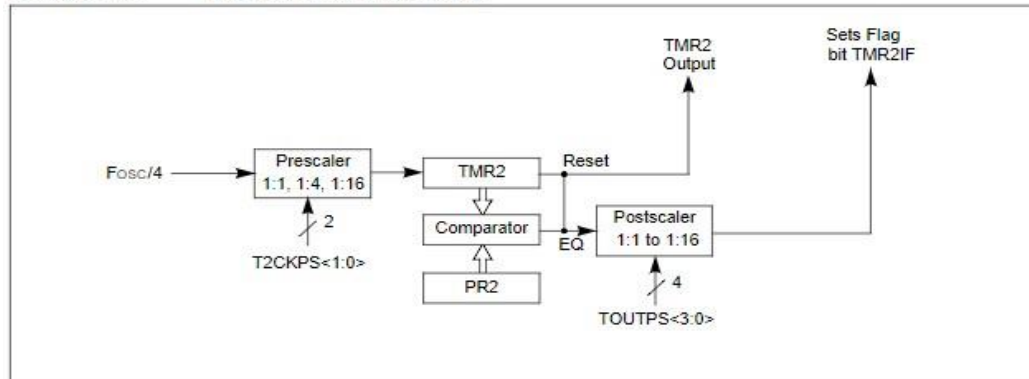 TMR2
Output
Sets Flag
bit TMR2IF
Fosc/4
Prescaler
1:1, 1:4, 1:16
2
T2CKPS<1:0>
TMR2
Reset
Comparator
EQ
PR2
Postscaler
1:1 to 1:16
4
TOUTPS<3:0>